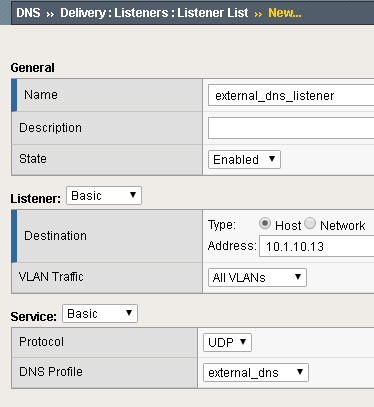 DNS ›› Delivery : Listeners : Listener List ›› New...
General
Name external_dns_listener
Description
State Enabled
Listener: Basic
Destination Type: Host Network
Address: 10.1.10.13
VLAN Traffic All VLANs
Service: Basic
Protocol UDP
DNS Profile external_dns